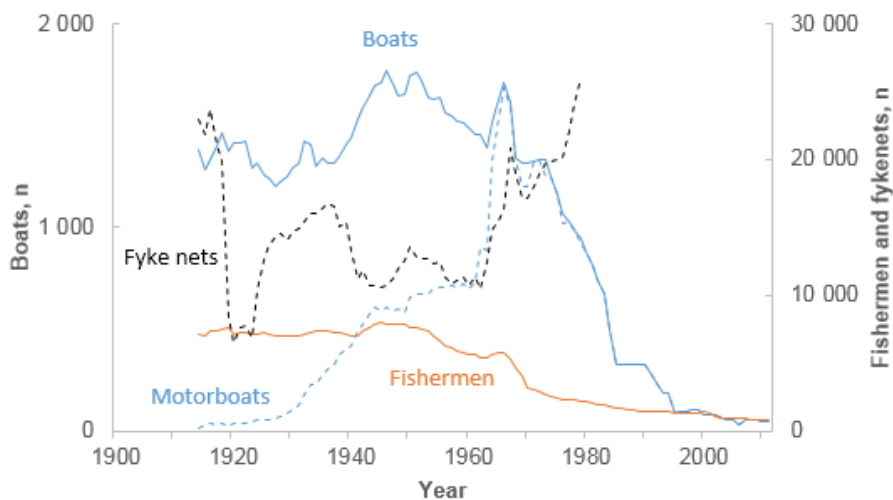 2 000
30 000
Boats
20 000
Boats, n
1 000
Fyke nets
10 000
Fishermen and fykenets, n
Motorboats
Fishermen
0
0
1900
1920
1940
1960
1980
2000
Year